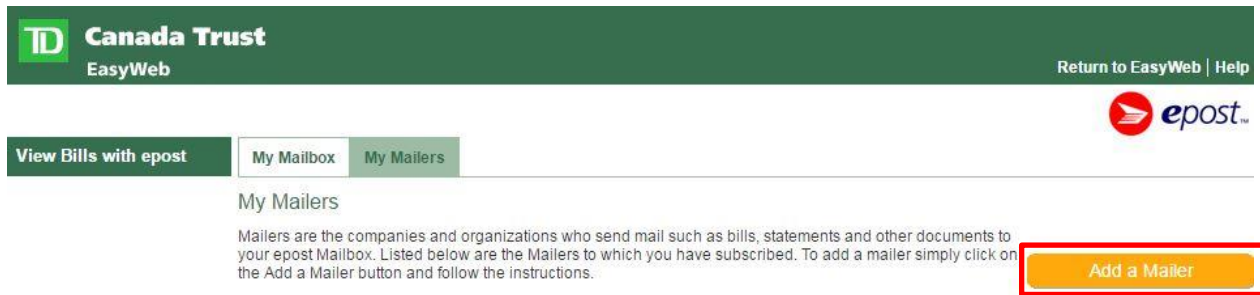 TD Canada Trust
EasyWeb
Return to EasyWeb | Help
epost™
View Bills with epost
My Mailbox
My Mailers
My Mailers
Mailers are the companies and organizations who send mail such as bills, statements and other documents to
your epost Mailbox. Listed below are the Mailers to which you have subscribed. To add a mailer simply click on
the Add a Mailer button and follow the instructions.
Add a Mailer